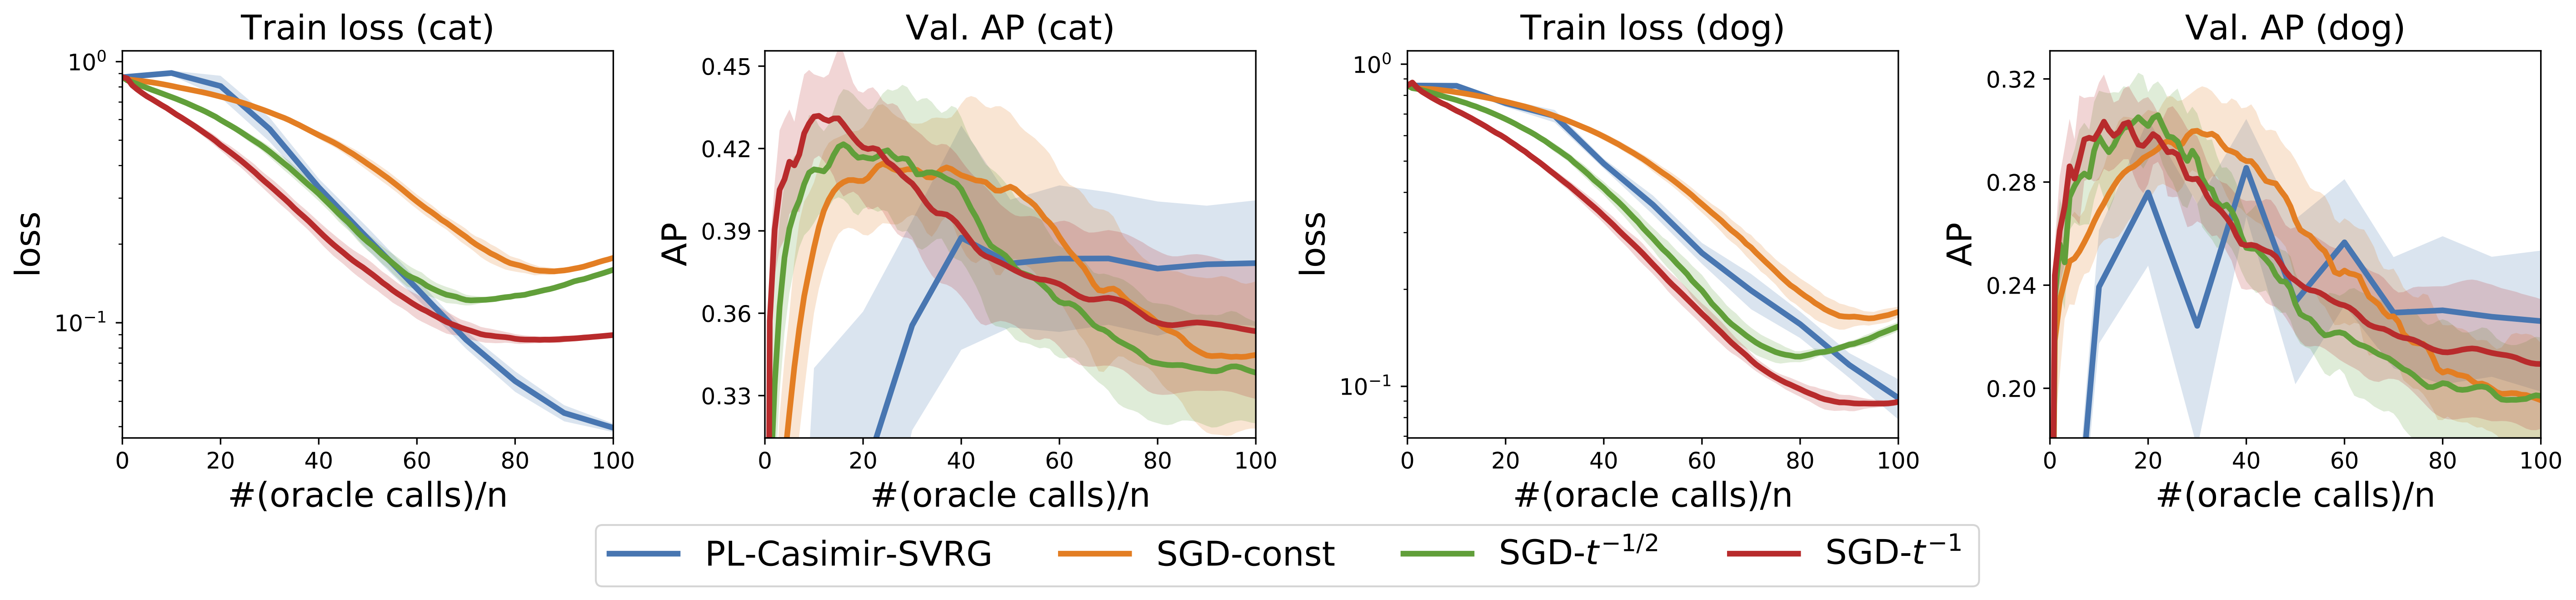 Train loss (cat)
loss
10⁰
10⁻¹
0 20 40 60 80 100
#(oracle calls)/n
Val. AP (cat)
AP
0.45
0.42
0.39
0.36
0.33
0 20 40 60 80 100
#(oracle calls)/n
Train loss (dog)
loss
10⁰
10⁻¹
0 20 40 60 80 100
#(oracle calls)/n
Val. AP (dog)
AP
0.32
0.28
0.24
0.20
0 20 40 60 80 100
#(oracle calls)/n
PL-Casimir-SVRG SGD-const SGD-t⁻¹/² SGD-t⁻¹